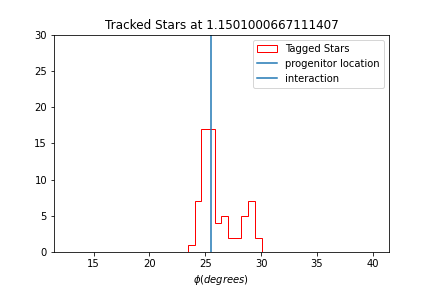 Tracked Stars at 1.1501000667111407
30
25
20
15
10
5
0
Tagged Stars
progenitor location
interaction
15 20 25 30 35 40
ϕ(degrees)